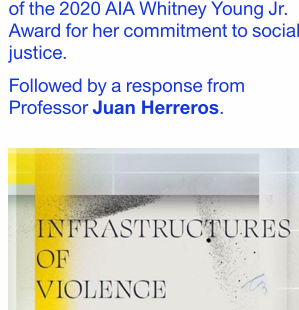 of the 2020 AIA Whitney Young Jr.
Award for her commitment to social
justice.
Followed by a response from
Professor Juan Herreros.
INFRASTRUCTURES
OF
VIOLENCE